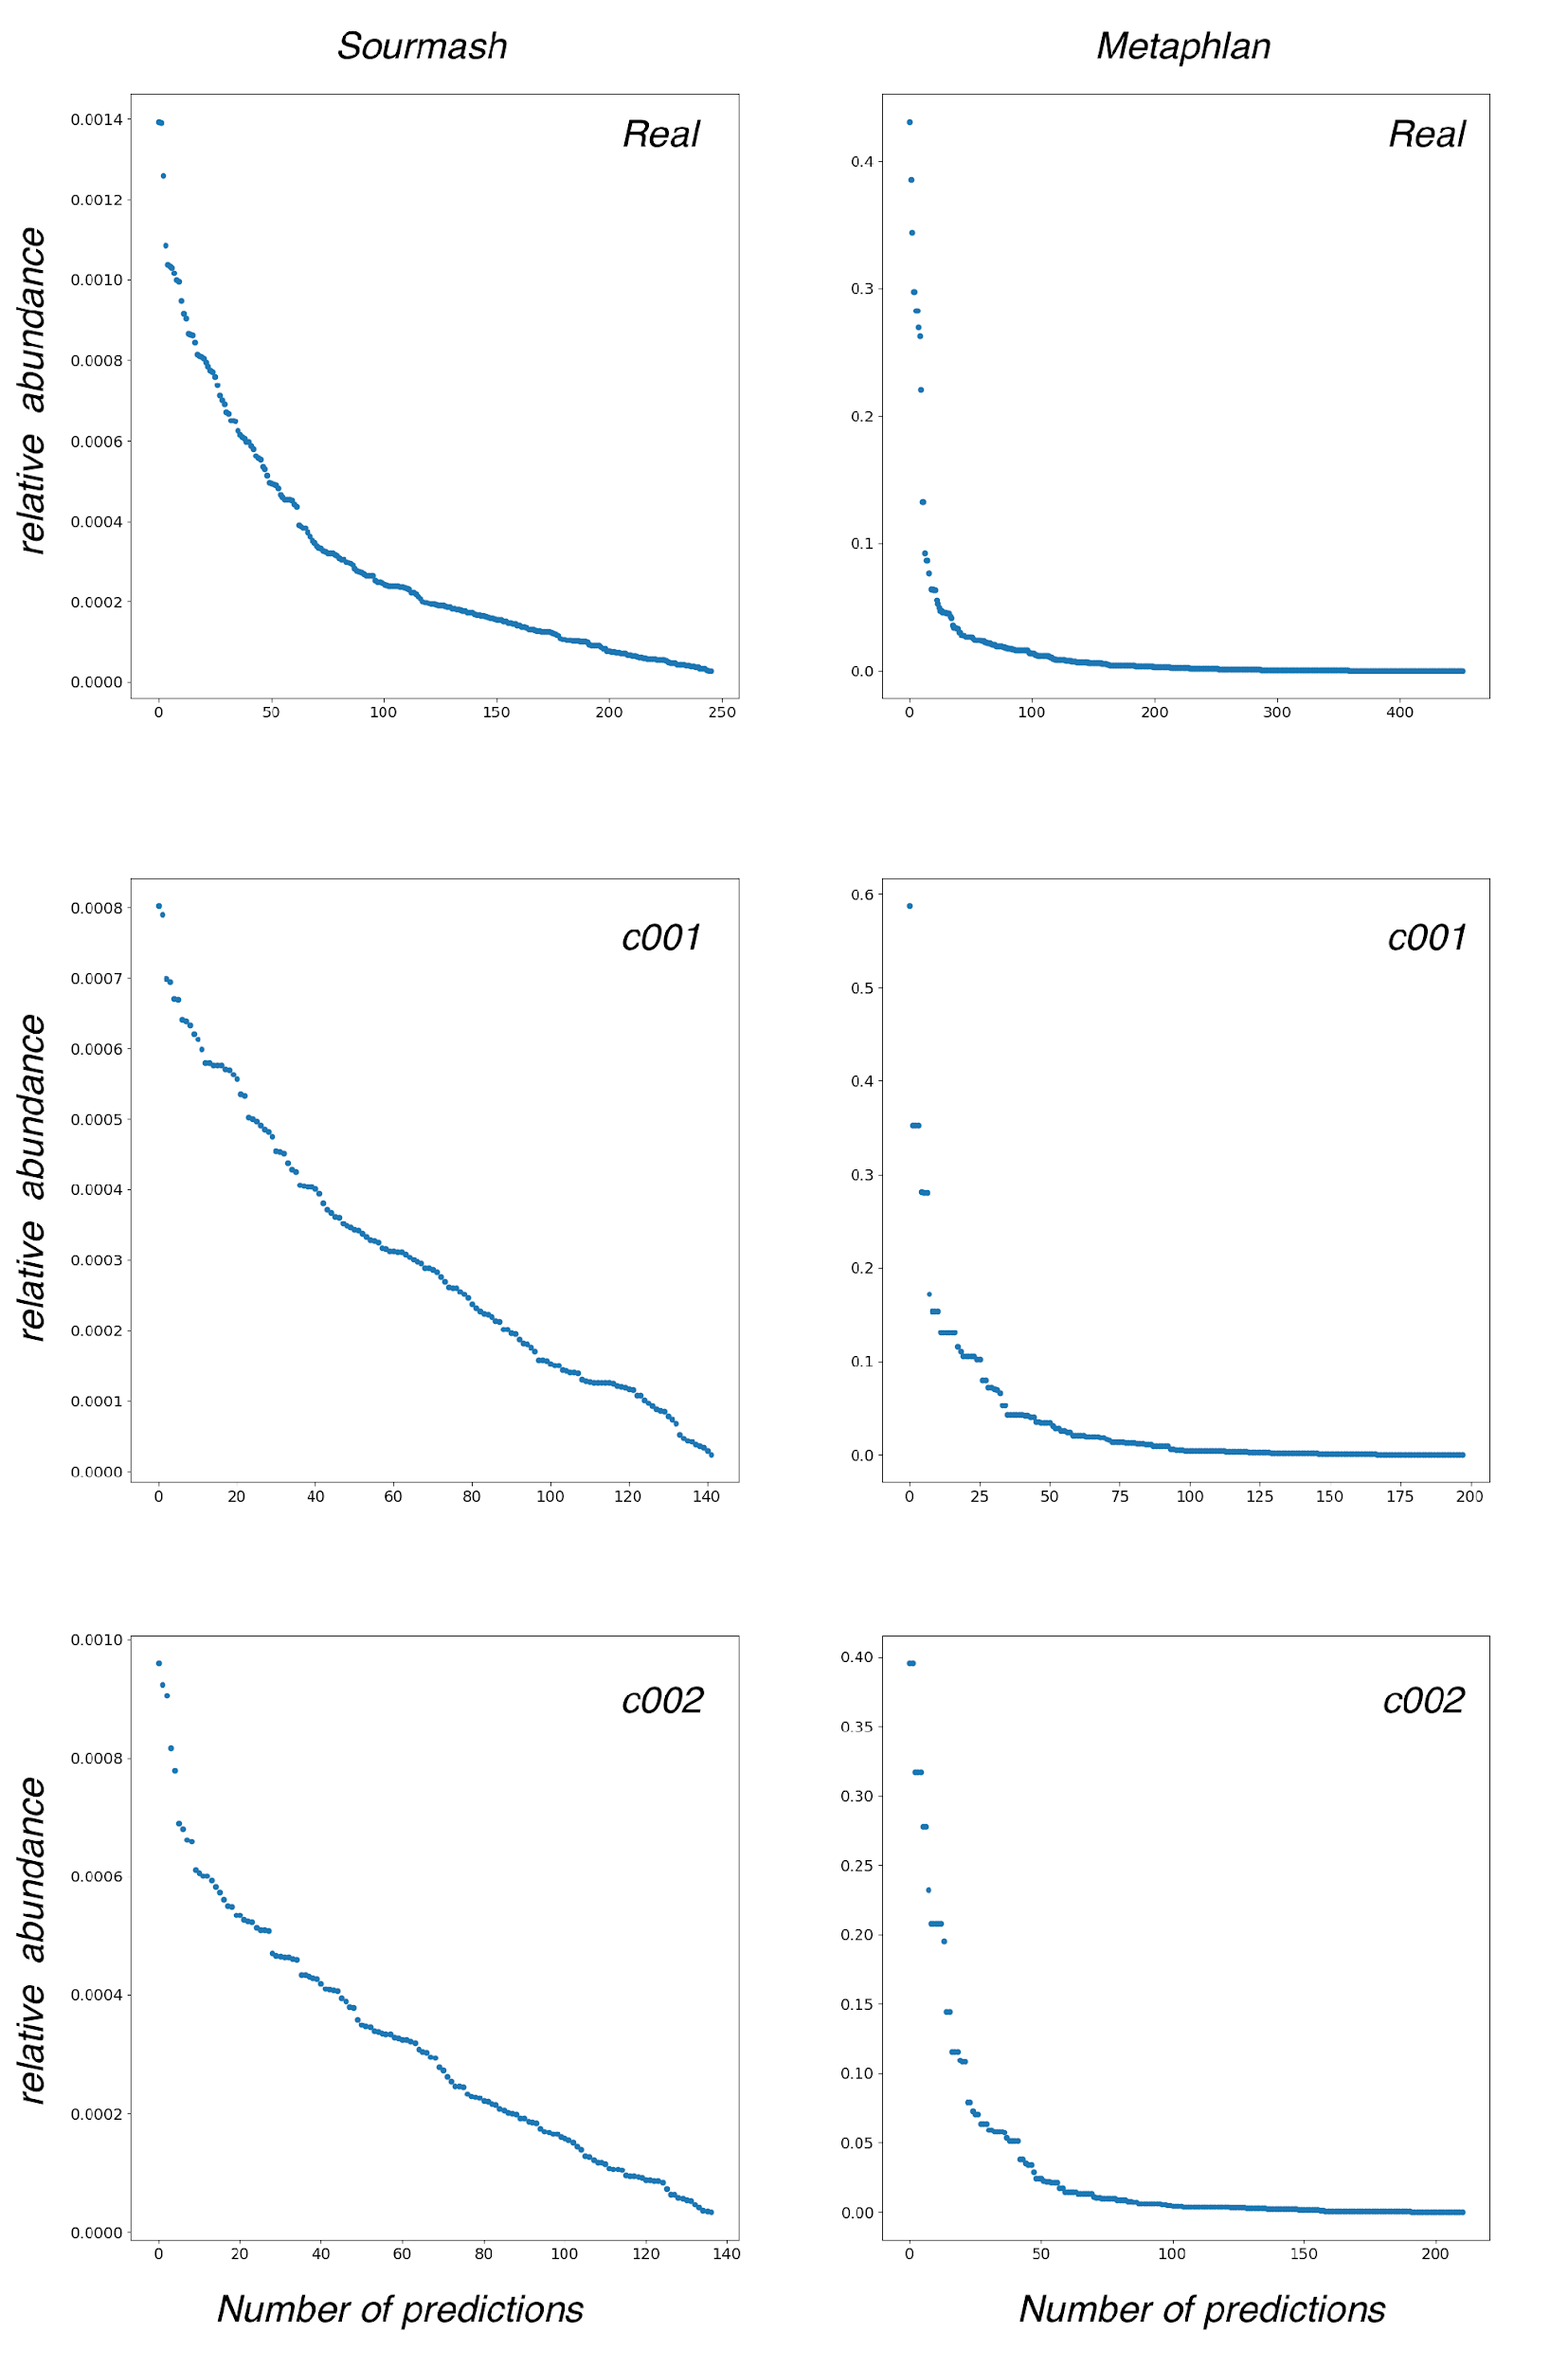 Sourmash
Metaphlan
relative abundance
0.0014
0.0012
0.0010
0.0008
0.0006
0.0004
0.0002
0.0000
Real
0 50 100 150 200 250
0.4
0.3
0.2
0.1
0.0
Real
0 100 200 300 400
relative abundance
0.0008
0.0007
0.0006
0.0005
0.0004
0.0003
0.0002
0.0001
0.0000
c001
0 20 40 60 80 100 120 140
0.6
0.5
0.4
0.3
0.2
0.1
0.0
c001
0 25 50 75 100 125 150 175 200
relative abundance
0.0010
0.0008
0.0006
0.0004
0.0002
0.0000
c002
0 20 40 60 80 100 120 140
Number of predictions
0.40
0.35
0.30
0.25
0.20
0.15
0.10
0.05
0.00
c002
0 50 100 150 200
Number of predictions